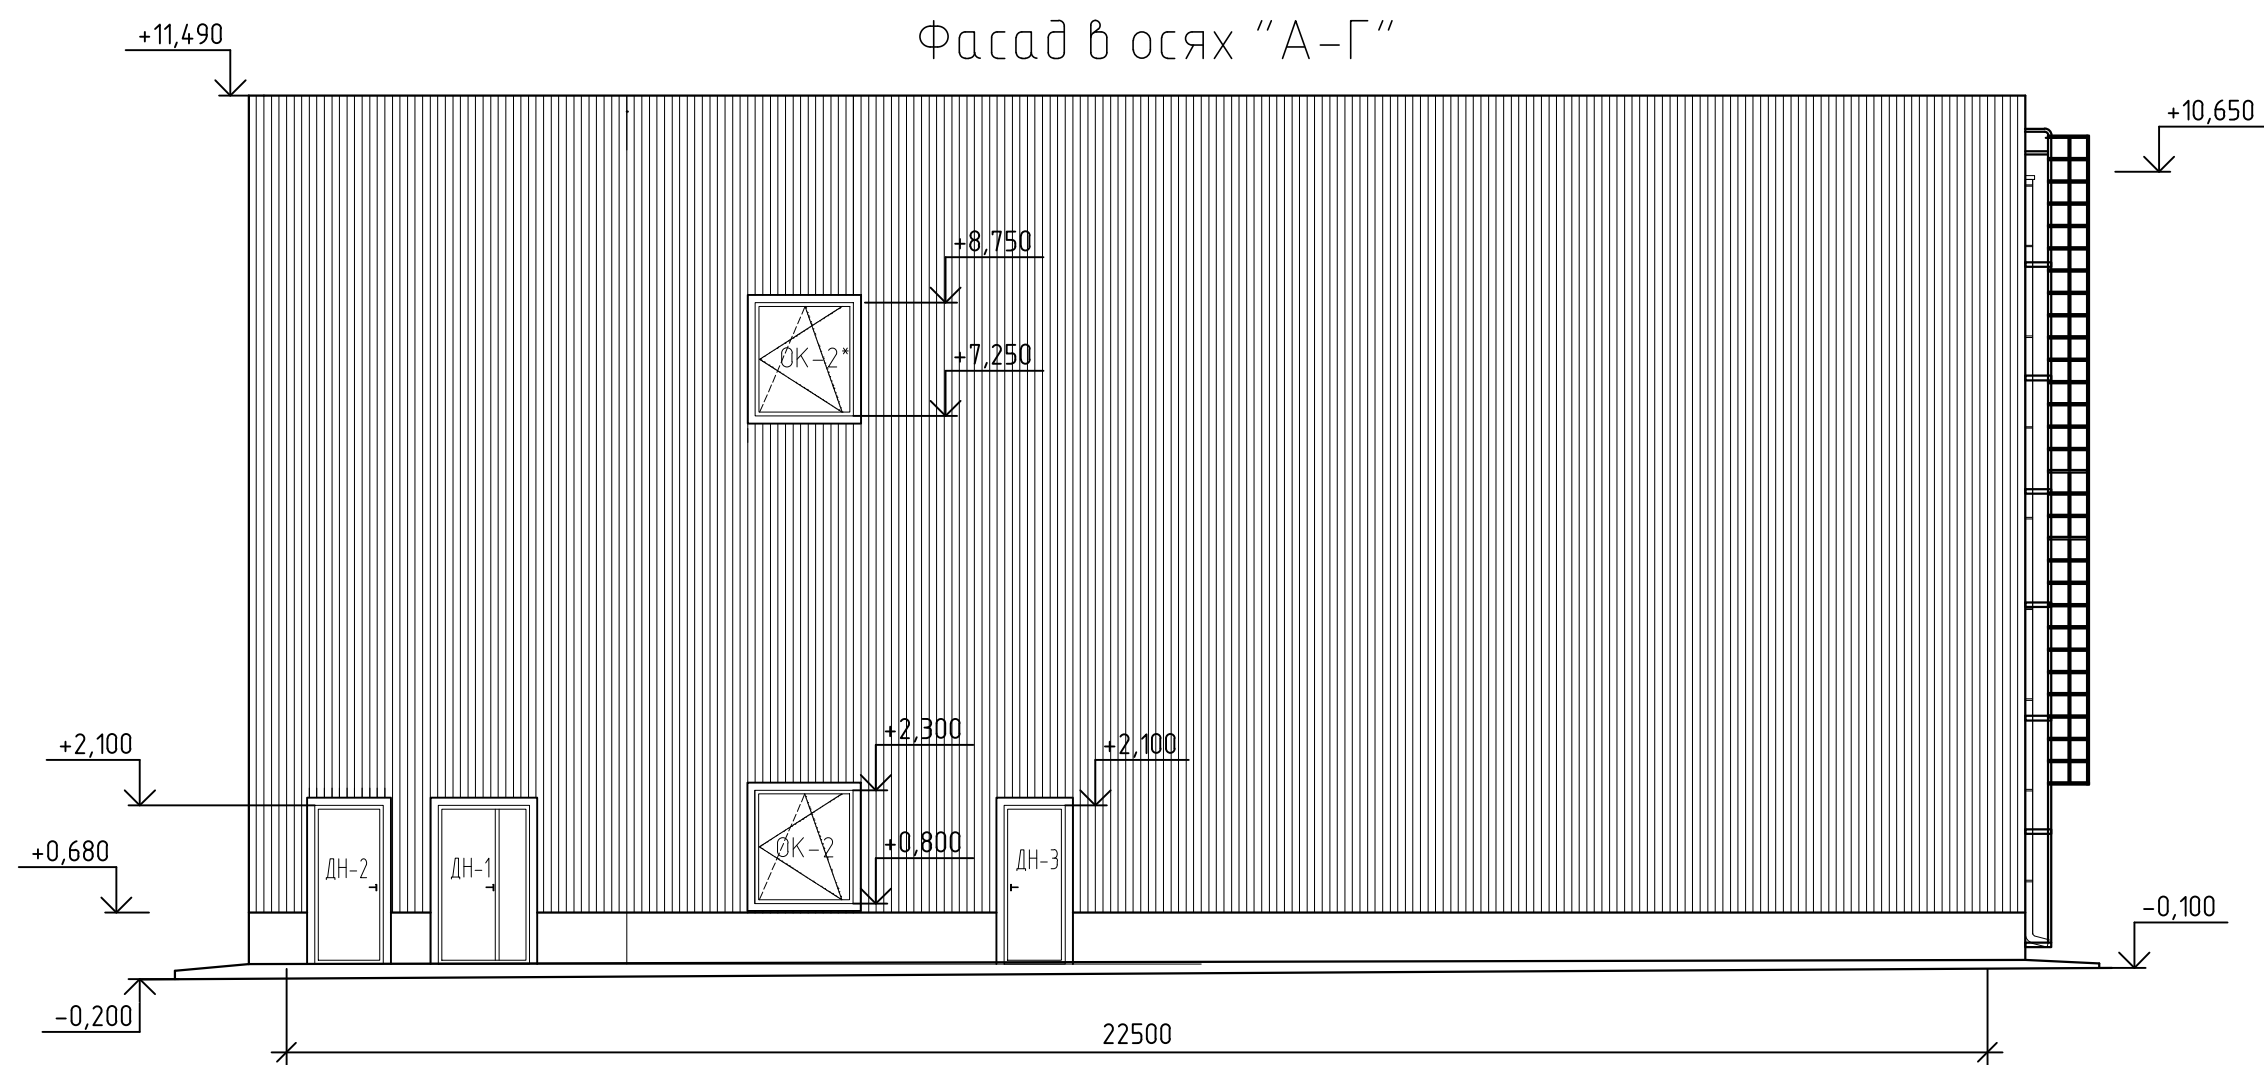 Фасад в осях "А-Г"
+11,490
+10,650
+8,750
+7,250
ОК-2*
+2,300
+2,100
+2,100
+0,800
+0,680
ОК-2
ДН-2
ДН-1
ДН-3
-0,100
-0,200
22500